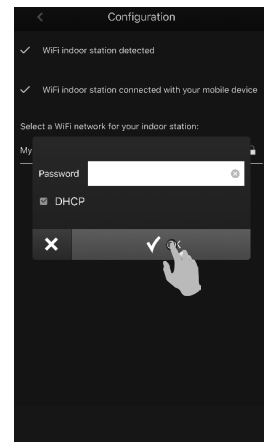 Configuration
WiFi indoor station detected
WiFi indoor station connected with your mobile device
Select a WiFi network for your indoor station:
My
Password
DHCP
OK